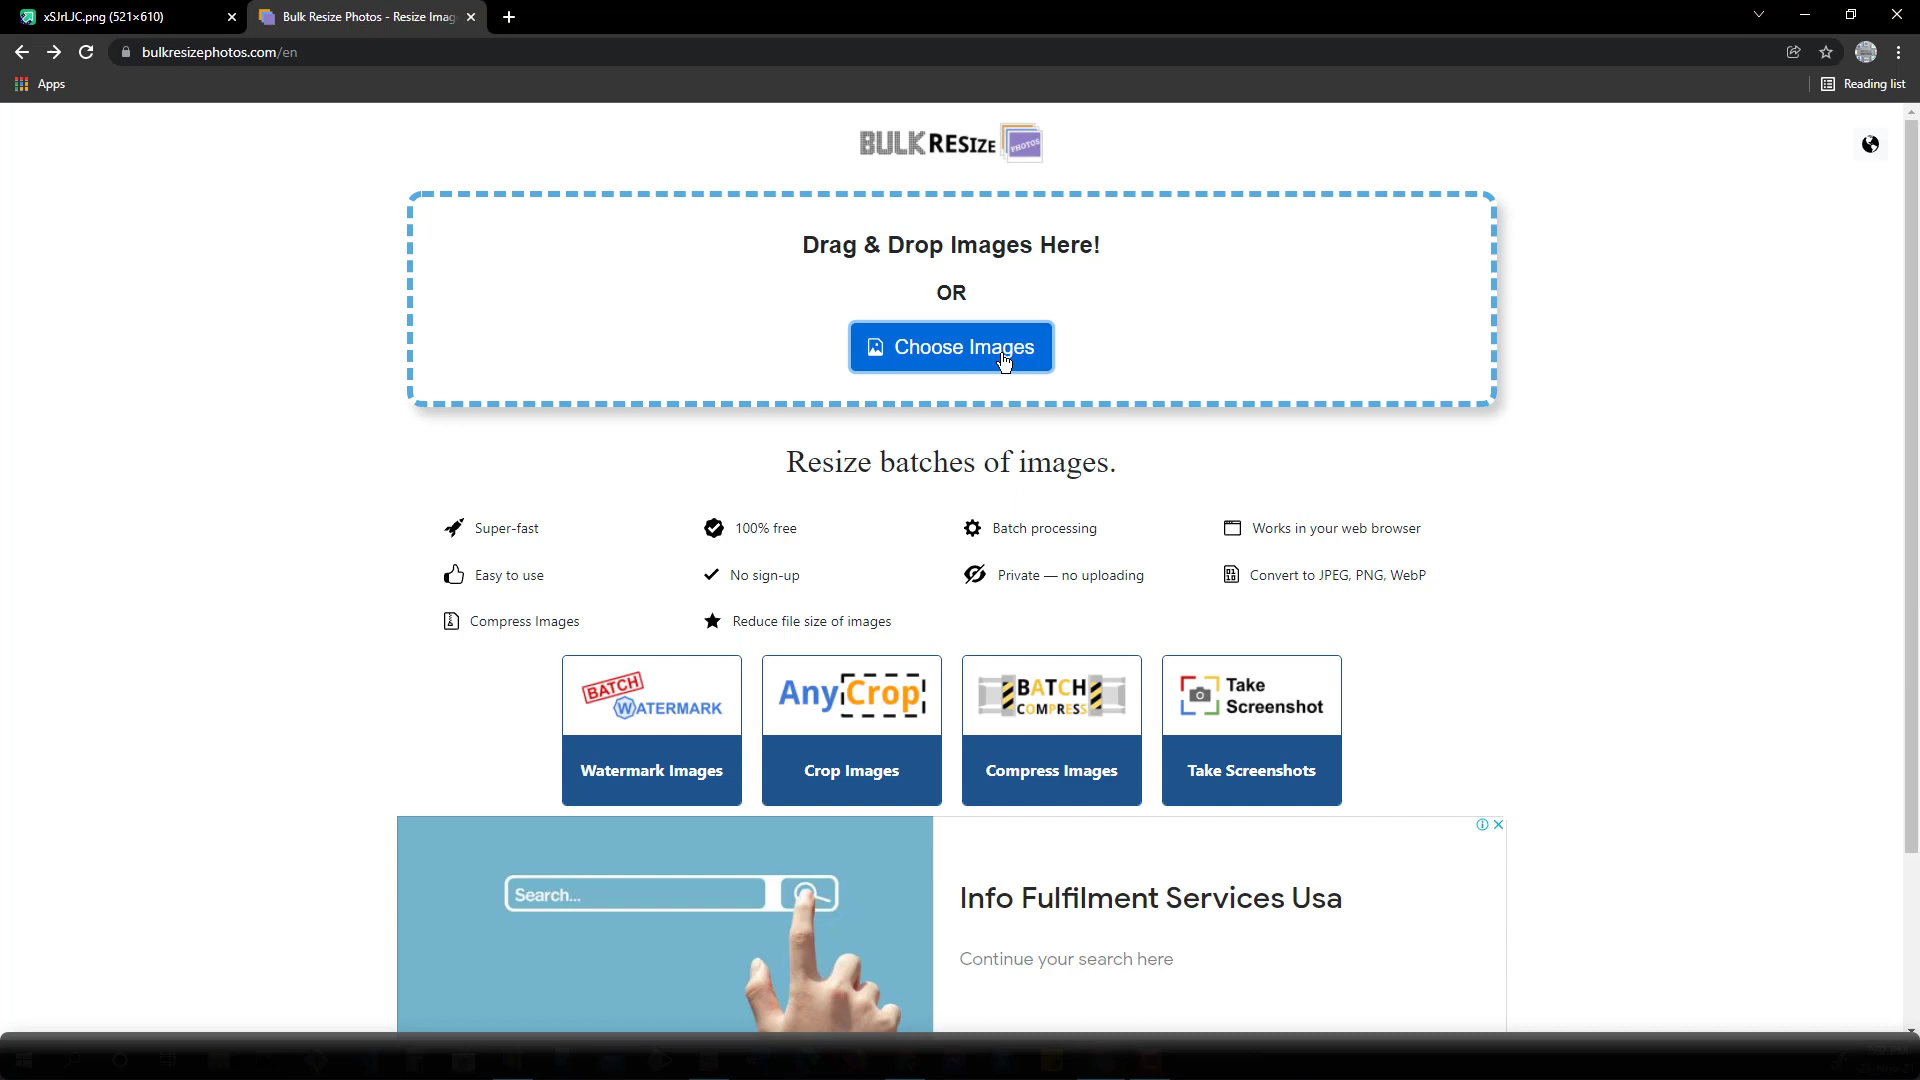 xSJrLJC.png (521×610)
Bulk Resize Photos - Resize Imag
bulkresizephotos.com/en
Apps
Reading list
BULK RESIZE PHOTOS
Drag & Drop Images Here!
OR
Choose Images
Resize batches of images.
Super-fast
100% free
Batch processing
Works in your web browser
Easy to use
No sign-up
Private — no uploading
Convert to JPEG, PNG, WebP
Compress Images
Reduce file size of images
BATCH
WATERMARK
AnyCrop
BATCH
COMPRESS
Take
Screenshot
Watermark Images
Crop Images
Compress Images
Take Screenshots
Search...
Info Fulfilment Services Usa
Continue your search here